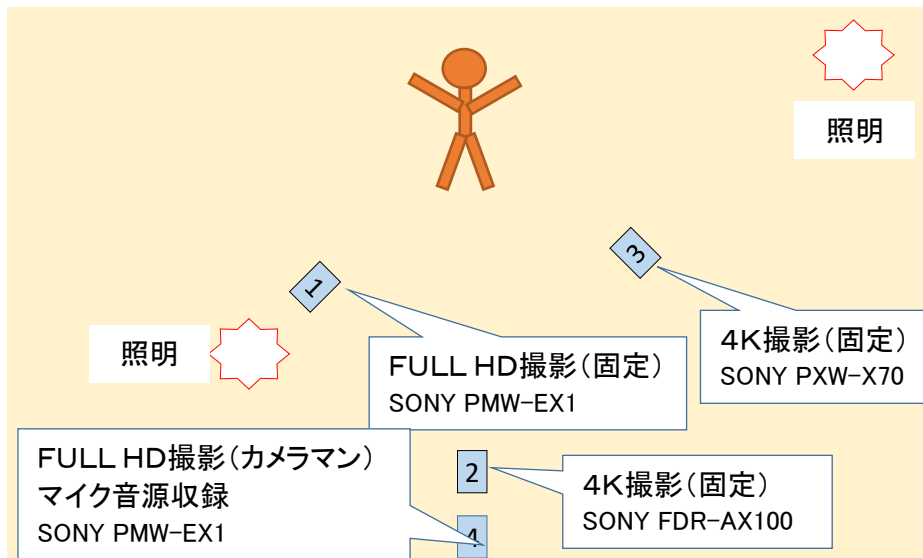 照明
3
1
4K撮影(固定)
SONY PXW-X70
照明
FULL HD撮影(固定)
SONY PMW-EX1
FULL HD撮影(カメラマン)
マイク音源収録
SONY PMW-EX1
2
4K撮影(固定)
SONY FDR-AX100
4